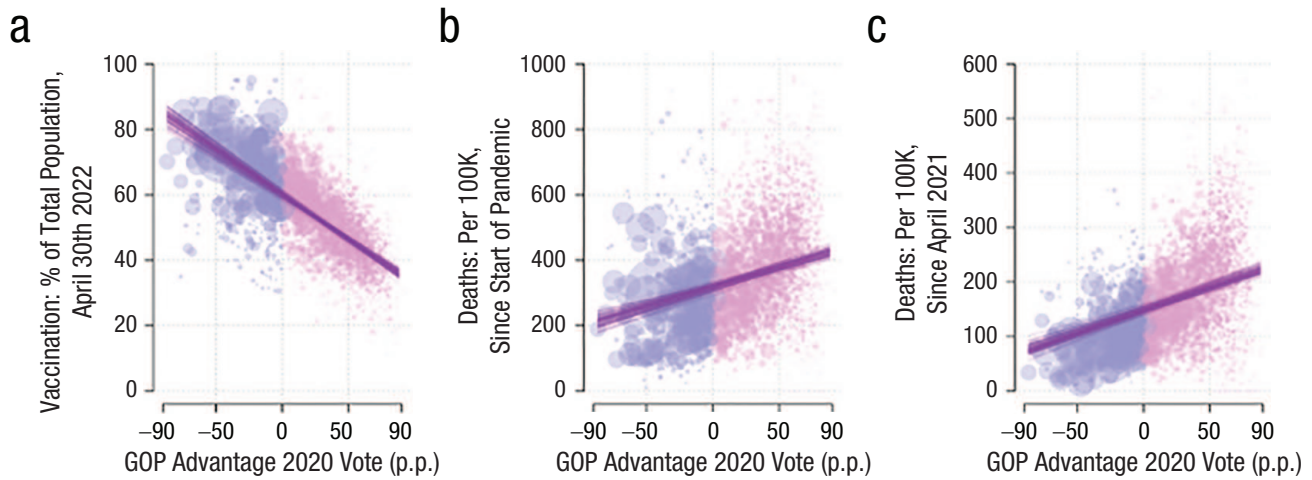 a
Vaccination: % of Total Population,
April 30th 2022
100
80
60
40
20
0
–90 –50 0 50 90
GOP Advantage 2020 Vote (p.p.)
b
Deaths: Per 100K,
Since Start of Pandemic
1000
800
600
400
200
0
–90 –50 0 50 90
GOP Advantage 2020 Vote (p.p.)
c
Deaths: Per 100K,
Since April 2021
600
500
400
300
200
100
0
–90 –50 0 50 90
GOP Advantage 2020 Vote (p.p.)